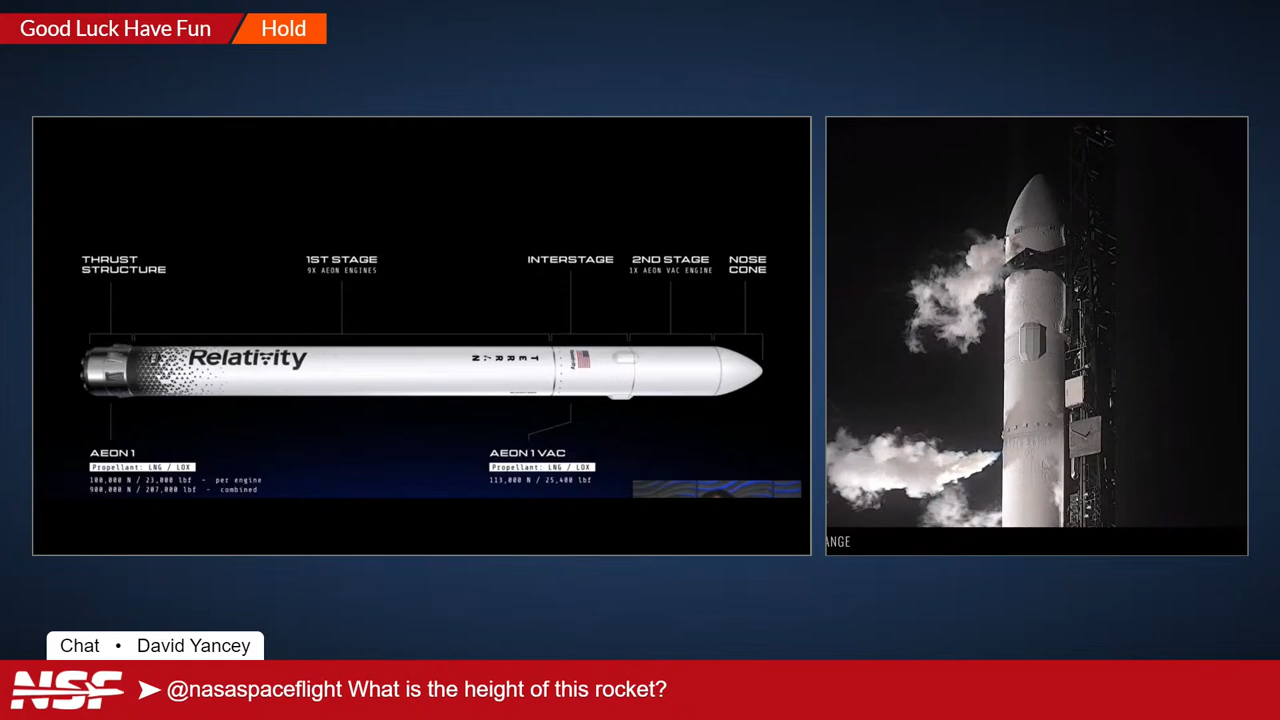 Good Luck Have Fun
Hold
THRUST
STRUCTURE
1ST STAGE
9X AEON ENGINES
INTERSTAGE
2ND STAGE
1X AEON VAC ENGINE
NOSE
CONE
Relativity
TERRAN
AEON 1
Propellant: LNG / LOX
100,000 N / 23,000 lbf - per engine
900,000 N / 207,000 lbf - combined
AEON 1 VAC
Propellant: LNG / LOX
113,000 N / 25,400 lbf
ANGE
Chat • David Yancey
NSF
@nasaspaceflight What is the height of this rocket?